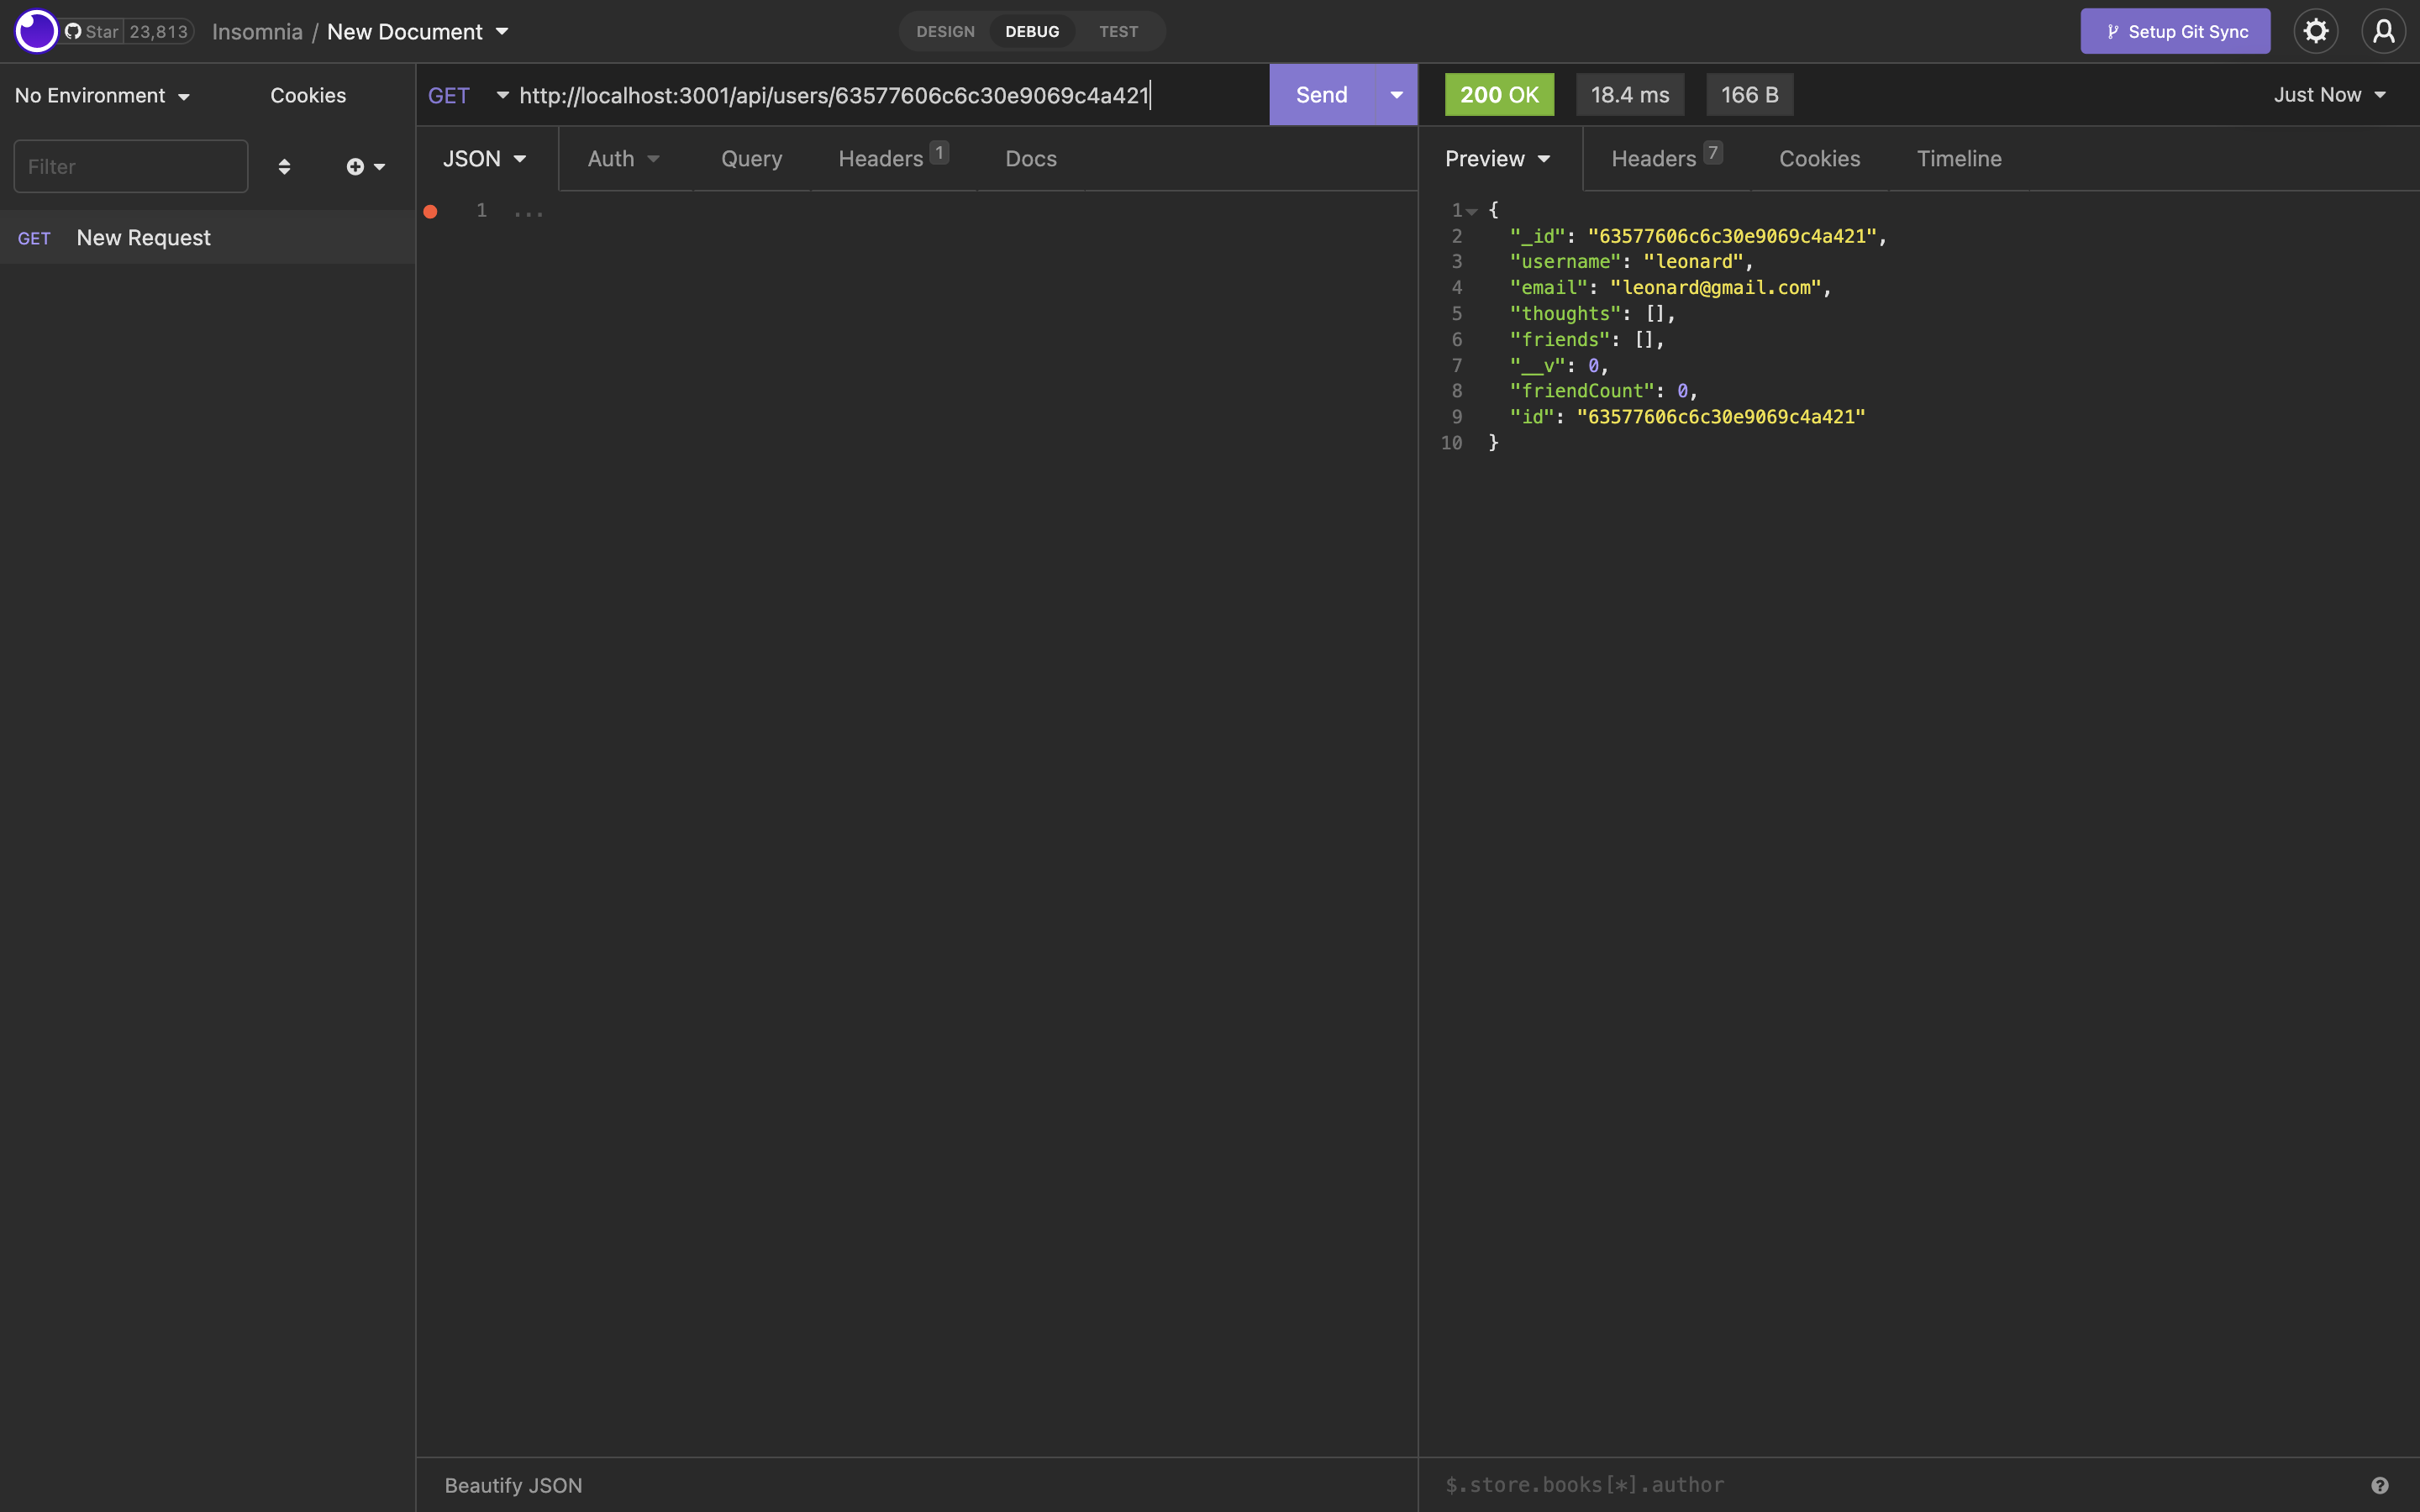 Star 23,813 Insomnia / New Document DESIGN DEBUG TEST Setup Git Sync
No Environment Cookies GET http://localhost:3001/api/users/63577606c6c30e9069c4a421 Send 200 OK 18.4 ms 166 B Just Now
Filter JSON Auth Query Headers 1 Docs Preview Headers 7 Cookies Timeline
GET New Request
1 ...
1 {
2 "_id": "63577606c6c30e9069c4a421",
3 "username": "leonard",
4 "email": "leonard@gmail.com",
5 "thoughts": [],
6 "friends": [],
7 "__v": 0,
8 "friendCount": 0,
9 "id": "63577606c6c30e9069c4a421"
10 }
Beautify JSON $.store.books[*].author ?